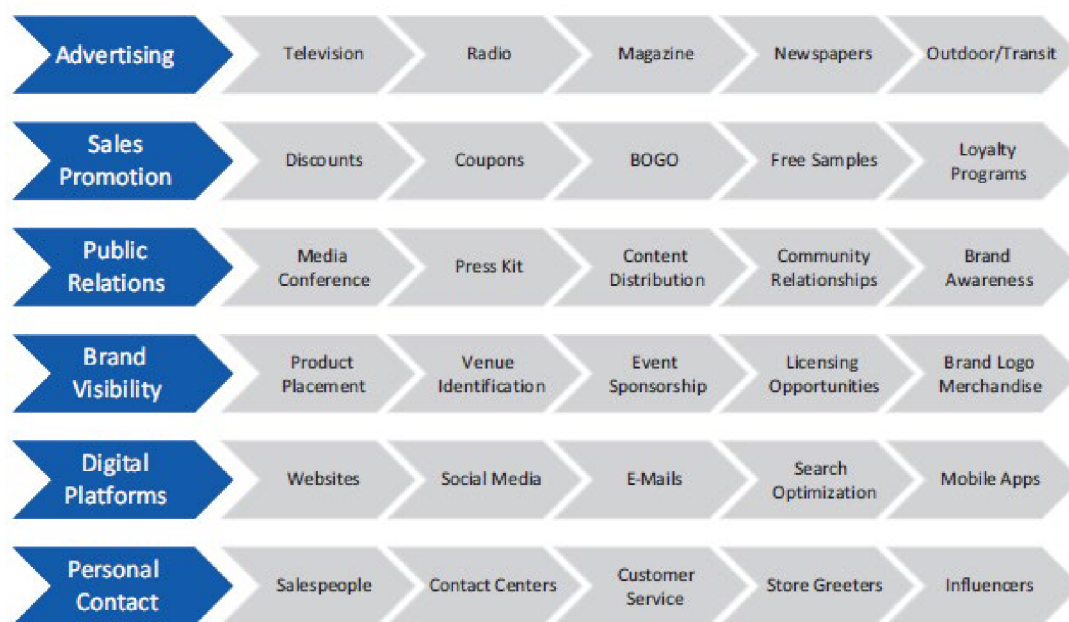 Advertising
Television
Radio
Magazine
Newspapers
Outdoor/Transit
Sales
Promotion
Discounts
Coupons
BOGO
Free Samples
Loyalty
Programs
Public
Relations
Media
Conference
Press Kit
Content
Distribution
Community
Relationships
Brand
Awareness
Brand
Visibility
Product
Placement
Venue
Identification
Event
Sponsorship
Licensing
Opportunities
Brand Logo
Merchandise
Digital
Platforms
Websites
Social Media
E-Mails
Search
Optimization
Mobile Apps
Personal
Contact
Salespeople
Contact Centers
Customer
Service
Store Greeters
Influencers